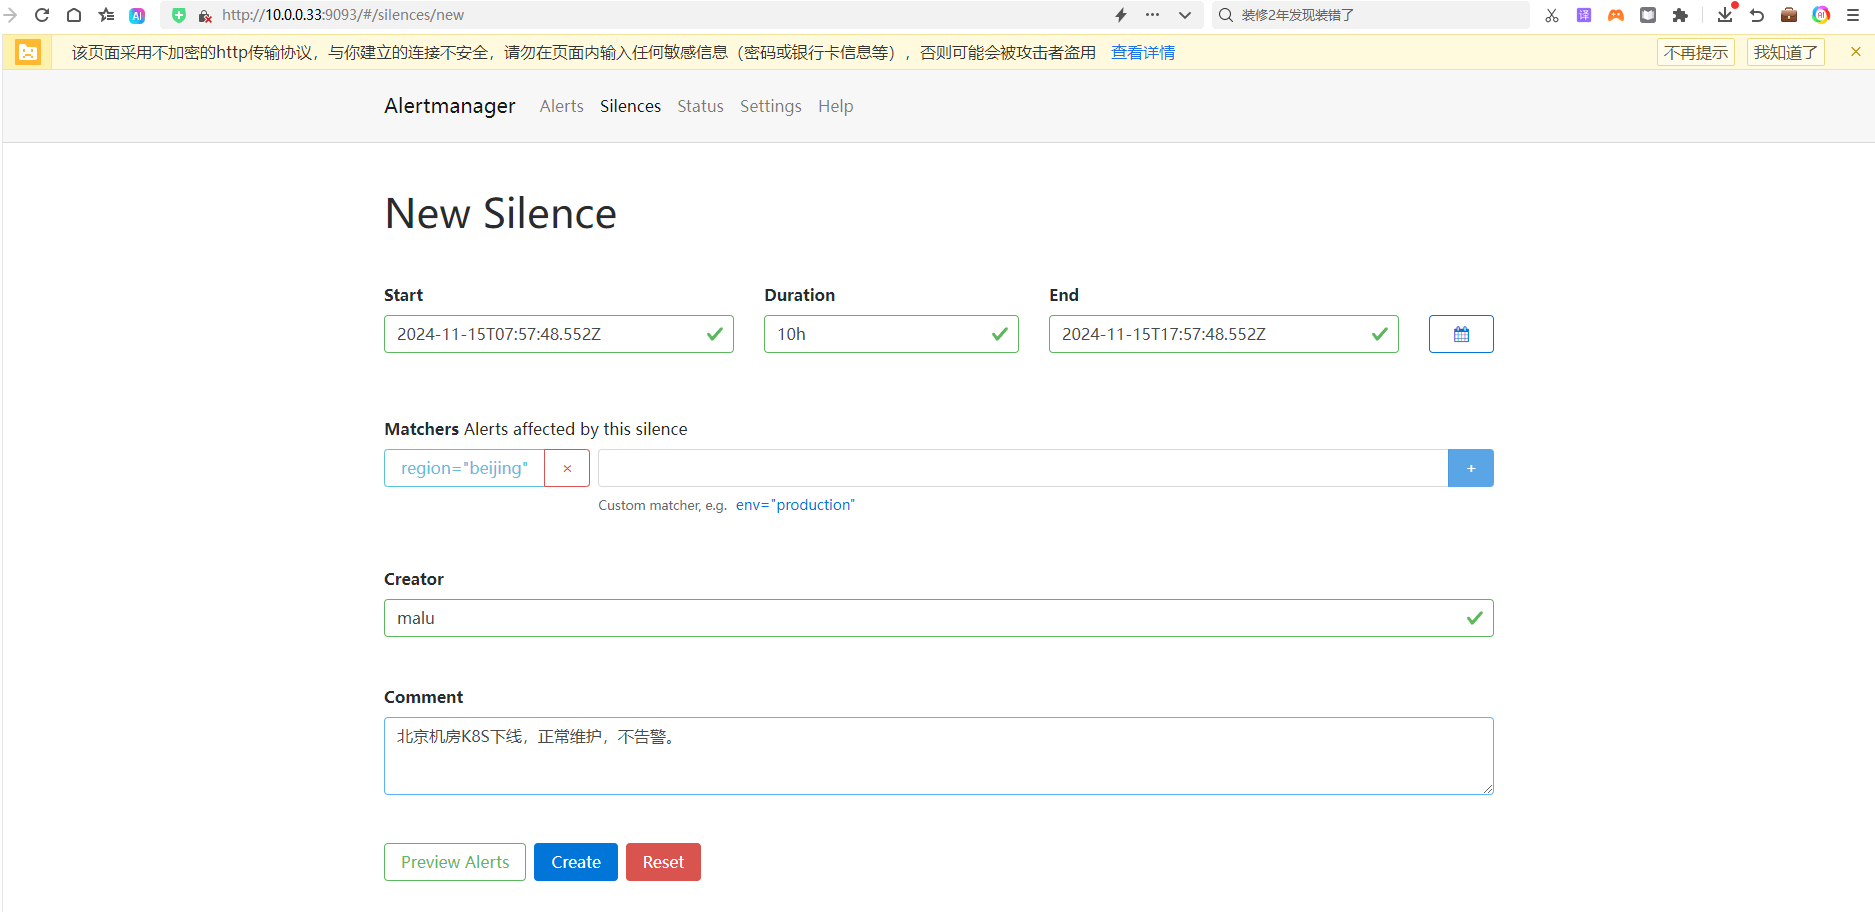 http://10.0.0.33:9093/#/silences/new
装修2年发现装错了
该页面采用不加密的http传输协议，与你建立的连接不安全，请勿在页面内输入任何敏感信息（密码或银行卡信息等），否则可能会被攻击者盗用 查看详情 不再提示 我知道了
Alertmanager Alerts Silences Status Settings Help
New Silence
Start Duration End
2024-11-15T07:57:48.552Z 10h 2024-11-15T17:57:48.552Z
Matchers Alerts affected by this silence
region="beijing" × +
Custom matcher, e.g. env="production"
Creator
malu
Comment
北京机房K8S下线，正常维护，不告警。
Preview Alerts Create Reset